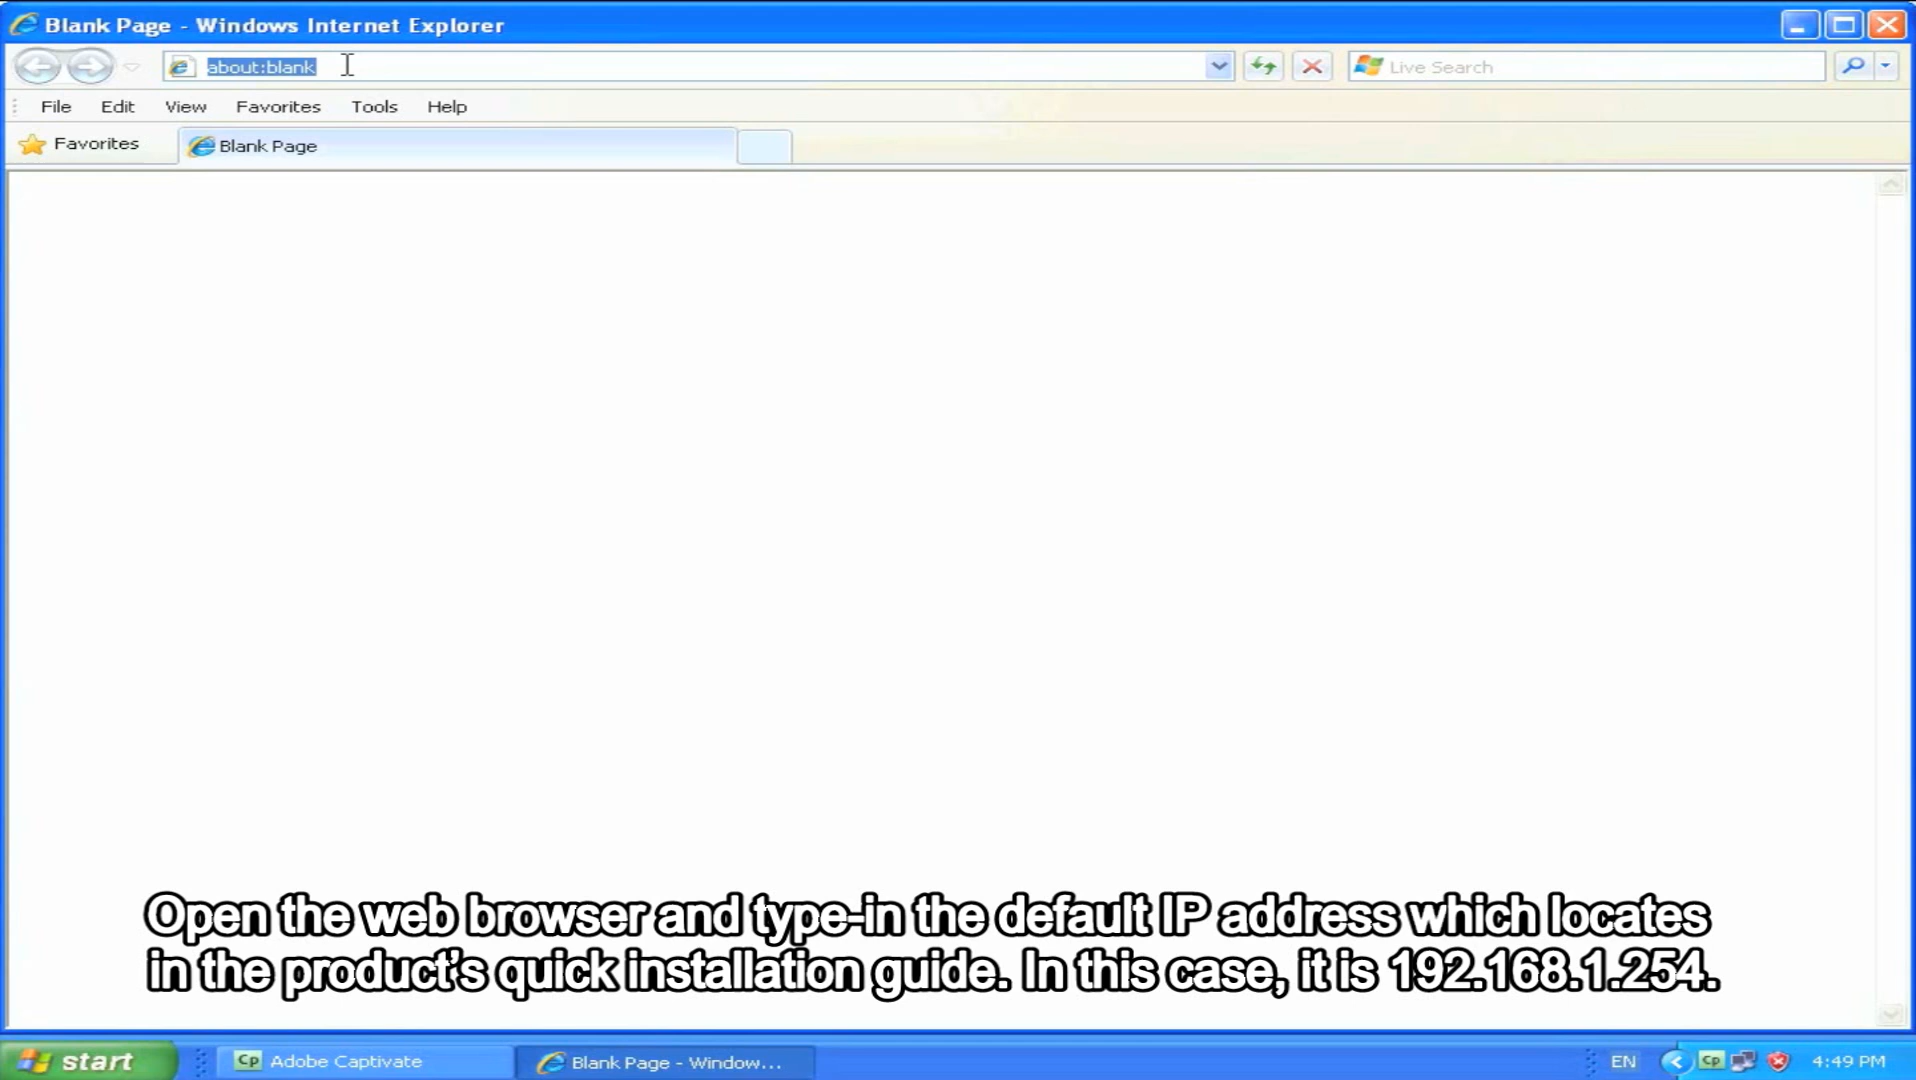 Blank Page - Windows Internet Explorer
about:blank
Live Search
File Edit View Favorites Tools Help
Favorites
Blank Page
Open the web browser and type-in the default IP address which locates
in the product's quick installation guide. In this case, it is 192.168.1.254.
start
Cp Adobe Captivate
Blank Page - Window...
EN
Cp
4:49 PM